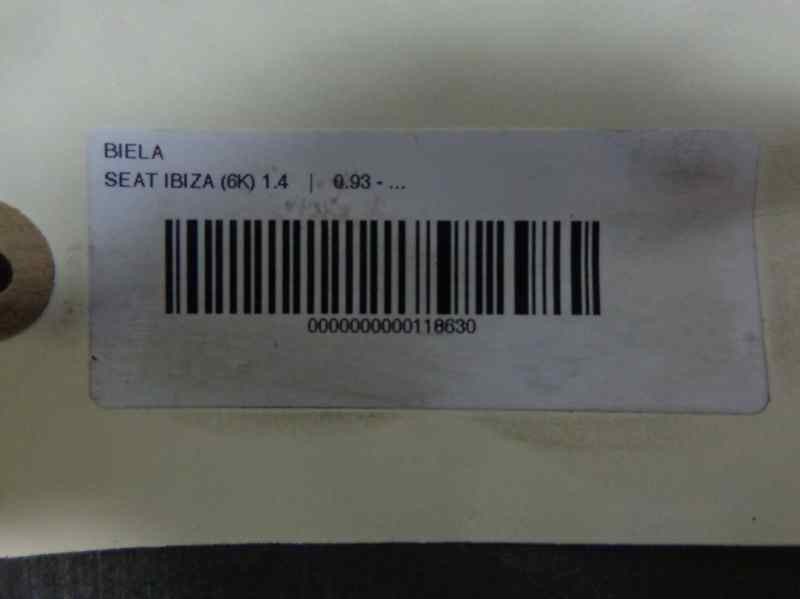 BIELA
SEAT IBIZA (6K) 1.4 | 0.93 - ...
0000000000118630